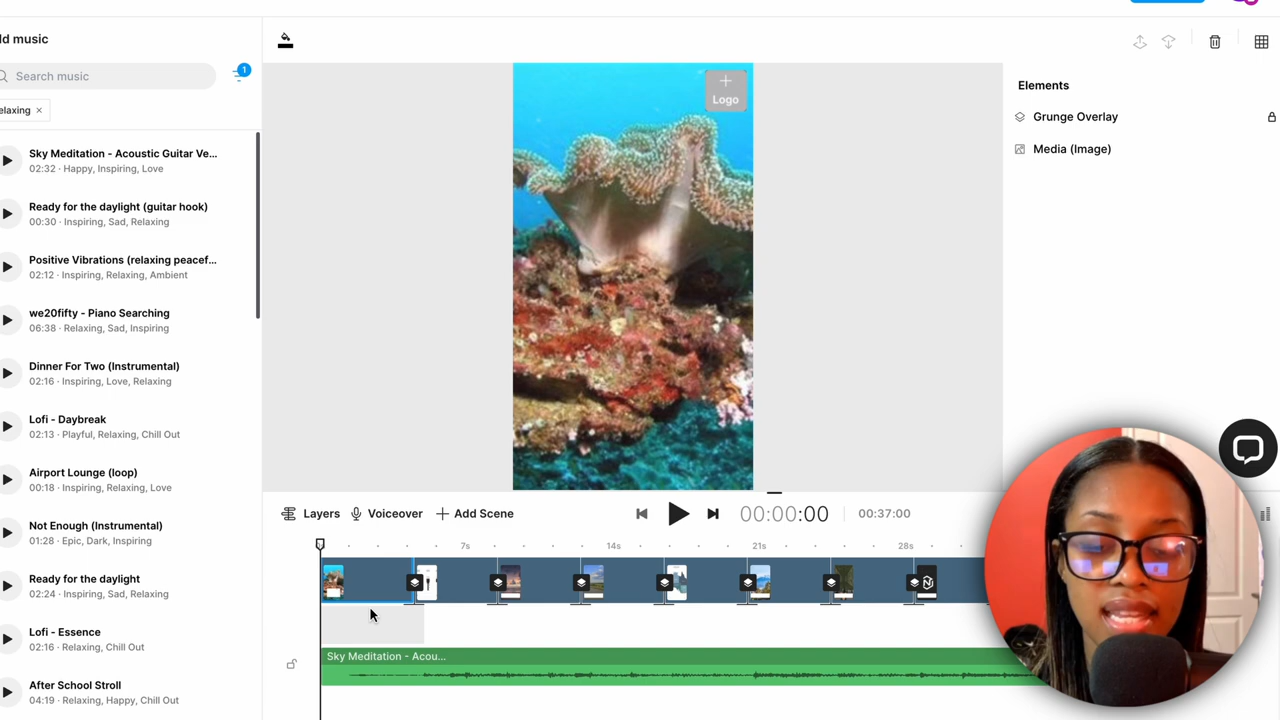 dd music
Search music
1
elaxing ×
Sky Meditation - Acoustic Guitar Ve...
02:32 · Happy, Inspiring, Love
Ready for the daylight (guitar hook)
00:30 · Inspiring, Sad, Relaxing
Positive Vibrations (relaxing peacef...
02:12 · Inspiring, Relaxing, Ambient
we20fifty - Piano Searching
06:38 · Relaxing, Sad, Inspiring
Dinner For Two (Instrumental)
02:16 · Inspiring, Love, Relaxing
Lofi - Daybreak
02:13 · Playful, Relaxing, Chill Out
Airport Lounge (loop)
00:18 · Inspiring, Relaxing, Love
Not Enough (Instrumental)
01:28 · Epic, Dark, Inspiring
Ready for the daylight
02:24 · Inspiring, Sad, Relaxing
Lofi - Essence
02:16 · Relaxing, Chill Out
After School Stroll
04:19 · Relaxing, Happy, Chill Out
+
Logo
Elements
Grunge Overlay
Media (Image)
Layers Voiceover + Add Scene 00:00:00 00:37:00
7s 14s 21s 28s
Sky Meditation - Acou...